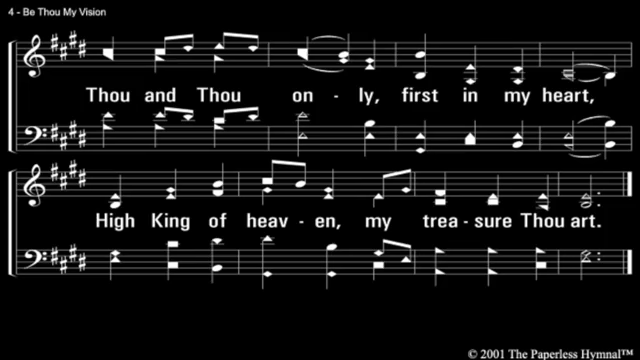 4 - Be Thou My Vision
Thou and Thou on - ly, first in my heart,
High King of heav - en, my trea - sure Thou art.
© 2001 The Paperless Hymnal™